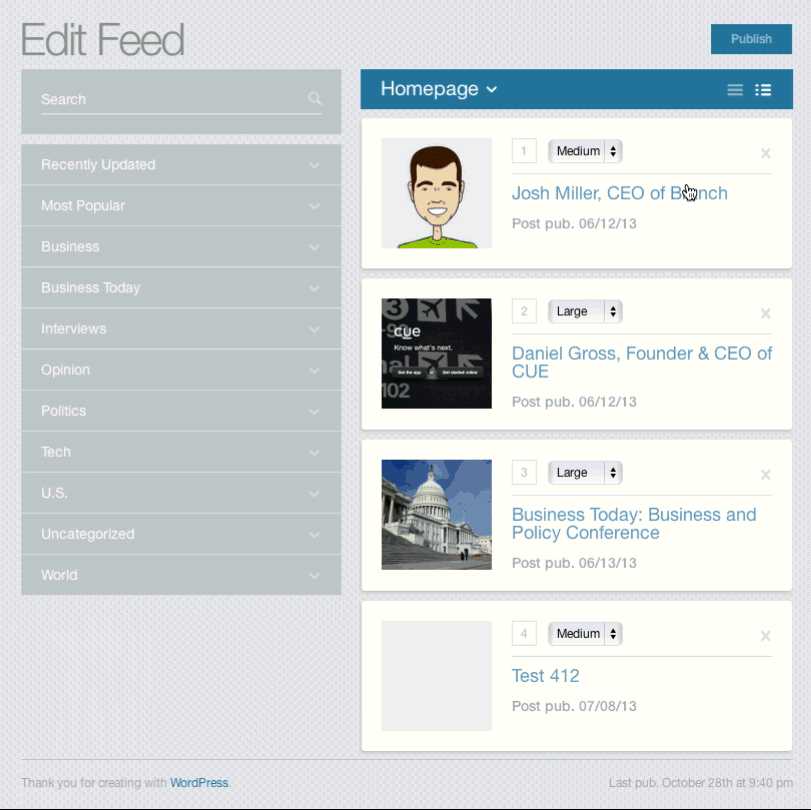 Edit Feed
Publish
Search
Recently Updated
Most Popular
Business
Business Today
Interviews
Opinion
Politics
Tech
U.S.
Uncategorized
World
Homepage
1 Medium
Josh Miller, CEO of Branch
Post pub. 06/12/13
3
cue
Know what's next.
Get the app or Get started online
102
2 Large
Daniel Gross, Founder & CEO of
CUE
Post pub. 06/12/13
3 Large
Business Today: Business and
Policy Conference
Post pub. 06/13/13
4 Medium
Test 412
Post pub. 07/08/13
Thank you for creating with WordPress.
Last pub. October 28th at 9:40 pm